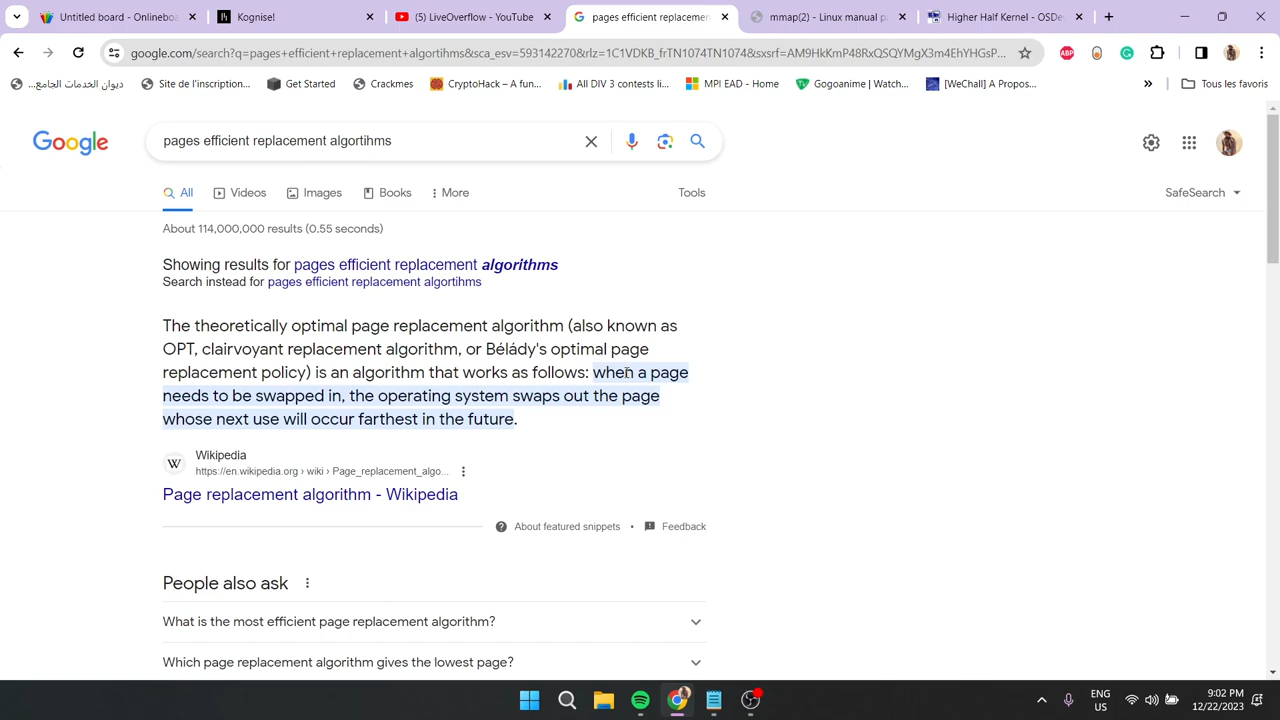 Untitled board - Onlineboa
Kognise!
(5) LiveOverflow - YouTube
pages efficient replacemen
mmap(2) - Linux manual p
Higher Half Kernel - OSDe
google.com/search?q=pages+efficient+replacement+algortihms&sca_esv=593142270&rlz=1C1VDKB_frTN1074TN1074&sxsrf=AM9HkKmP48RxQSQYMgX3m4EhYHGsP...
ديوان الخدمات الجامع...
Site de l'inscription...
Get Started
Crackmes
CryptoHack – A fun...
All DIV 3 contests li...
MPI EAD - Home
Gogoanime | Watch...
[WeChall] A Propos...
»
Tous les favoris
Google
pages efficient replacement algortihms
All
Videos
Images
Books
More
Tools
SafeSearch
About 114,000,000 results (0.55 seconds)
Showing results for pages efficient replacement algorithms
Search instead for pages efficient replacement algortihms
The theoretically optimal page replacement algorithm (also known as
OPT, clairvoyant replacement algorithm, or Bélády's optimal page
replacement policy) is an algorithm that works as follows: when a page
needs to be swapped in, the operating system swaps out the page
whose next use will occur farthest in the future.
W
Wikipedia
https://en.wikipedia.org › wiki › Page_replacement_algo...
Page replacement algorithm - Wikipedia
About featured snippets • Feedback
People also ask
What is the most efficient page replacement algorithm?
Which page replacement algorithm gives the lowest page?
ENG
US
9:02 PM
12/22/2023